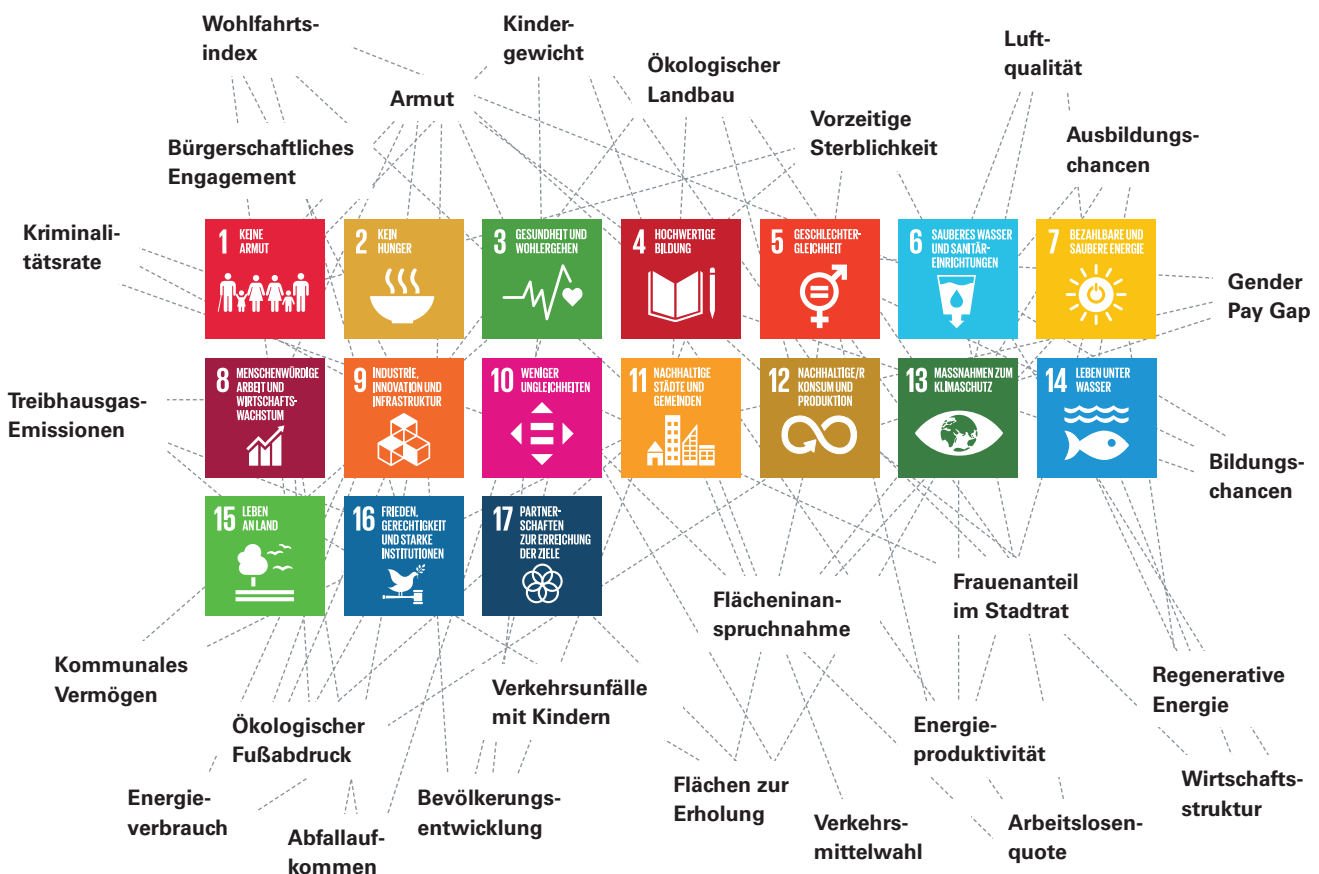 Wohlfahrts-
index
Kinder-
gewicht
Ökologischer
Landbau
Luft-
qualität
Armut
Vorzeitige
Sterblichkeit
Ausbildungs-
chancen
Bürgerschaftliches
Engagement
Kriminali-
tätsrate
1 KEINE
ARMUT
2 KEIN
HUNGER
3 GESUNDHEIT UND
WOHLERGEHEN
4 HOCHWERTIGE
BILDUNG
5 GESCHLECHTER-
GLEICHHEIT
6 SAUBERES WASSER
UND SANITÄR-
EINRICHTUNGEN
7 BEZAHLBARE UND
SAUBERE ENERGIE
Gender
Pay Gap
8 MENSCHENWÜRDIGE
ARBEIT UND
WIRTSCHAFTS-
WACHSTUM
9 INDUSTRIE,
INNOVATION UND
INFRASTRUKTUR
10 WENIGER
UNGLEICHHEITEN
11 NACHHALTIGE
STÄDTE UND
GEMEINDEN
12 NACHHALTIGE/R
KONSUM UND
PRODUKTION
13 MASSNAHMEN ZUM
KLIMASCHUTZ
14 LEBEN UNTER
WASSER
Treibhausgas-
Emissionen
Bildungs-
chancen
15 LEBEN
AN LAND
16 FRIEDEN,
GERECHTIGKEIT
UND STARKE
INSTITUTIONEN
17 PARTNER-
SCHAFTEN
ZUR ERREICHUNG
DER ZIELE
Flächeninan-
spruchnahme
Frauenanteil
im Stadtrat
Kommunales
Vermögen
Verkehrsunfälle
mit Kindern
Regenerative
Energie
Ökologischer
Fußabdruck
Energie-
produktivität
Energie-
verbrauch
Abfallauf-
kommen
Bevölkerungs-
entwicklung
Flächen zur
Erholung
Verkehrs-
mittelwahl
Arbeitslosen-
quote
Wirtschafts-
struktur